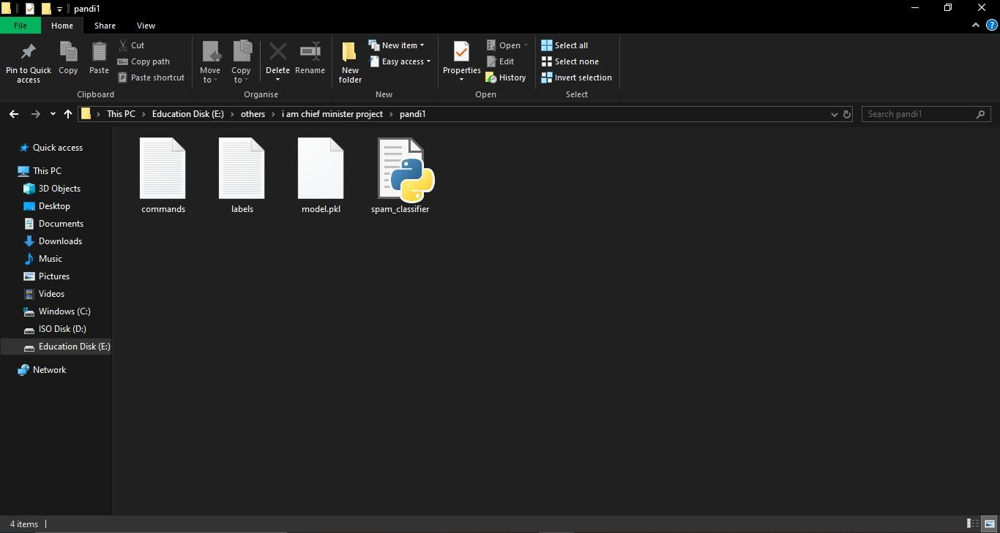 pandi1
File Home Share View
Pin to Quick access
Copy
Paste
Cut
Copy path
Paste shortcut
Clipboard
Move to
Copy to
Delete
Rename
Organise
New folder
New item
Easy access
New
Properties
Open
Edit
History
Open
Select all
Select none
Invert selection
Select
This PC › Education Disk (E:) › others › i am chief minister project › pandi1
Search pandi1
Quick access
This PC
3D Objects
Desktop
Documents
Downloads
Music
Pictures
Videos
Windows (C:)
ISO Disk (D:)
Education Disk (E:)
Network
commands
labels
model.pkl
spam_classifier
4 items